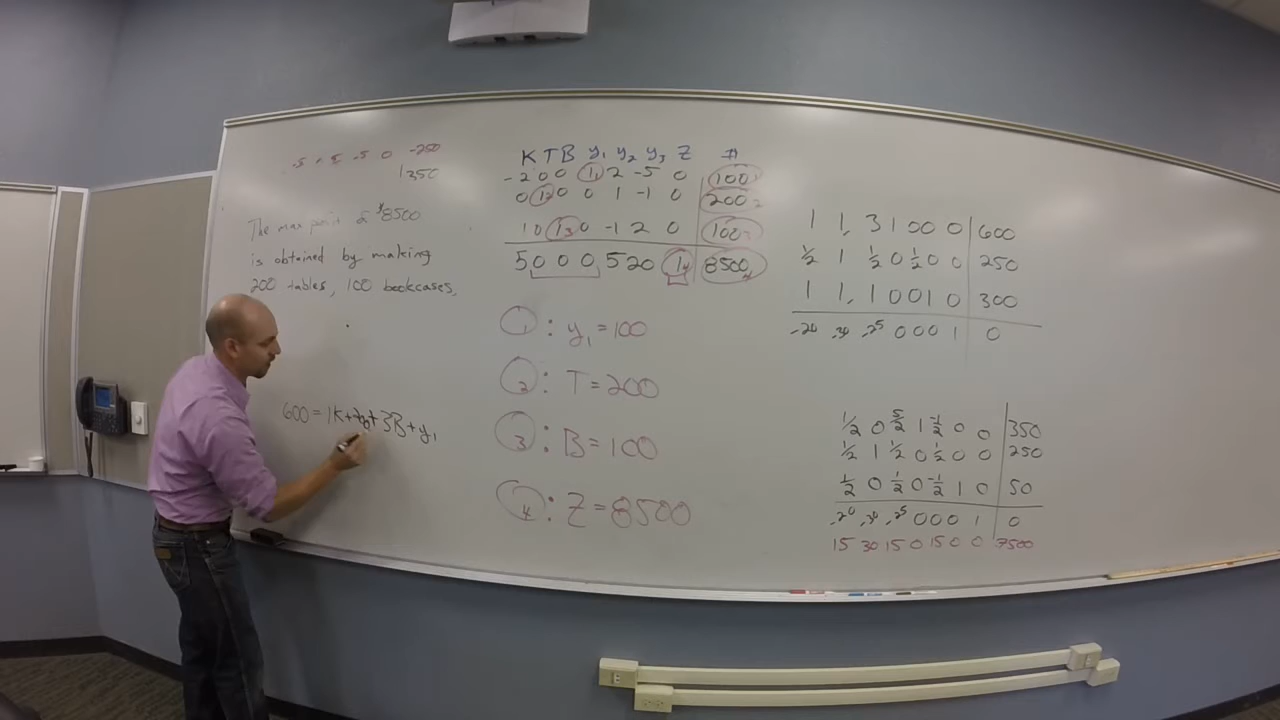 .5 .5 .5 0 -250
1350
The max profit is $8500
is obtained by making
200 tables, 100 bookcases,
600 = 1K+1T+3B+y₁
K T B y₁ y₂ y₃ Z #
-2 0 0 1 2 -5 0 100
0 1 0 0 1 -1 0 200
1 0 1 0 -1 2 0 100
5 0 0 0 5 20 1 8500
1: y₁ = 100
2: T = 200
3: B = 100
4: Z = 8500
1 1 3 1 0 0 0 600
1/2 1 1/2 0 1/2 0 0 250
1 1 1 0 0 1 0 300
-20 -30 -25 0 0 0 1 0
1/2 0 5/2 1 -1/2 0 0 350
1/2 1 1/2 0 1/2 0 0 250
1/2 0 1/2 0 -1/2 1 0 50
-20 -30 -25 0 0 0 1 0
15 30 15 0 15 0 0 7500